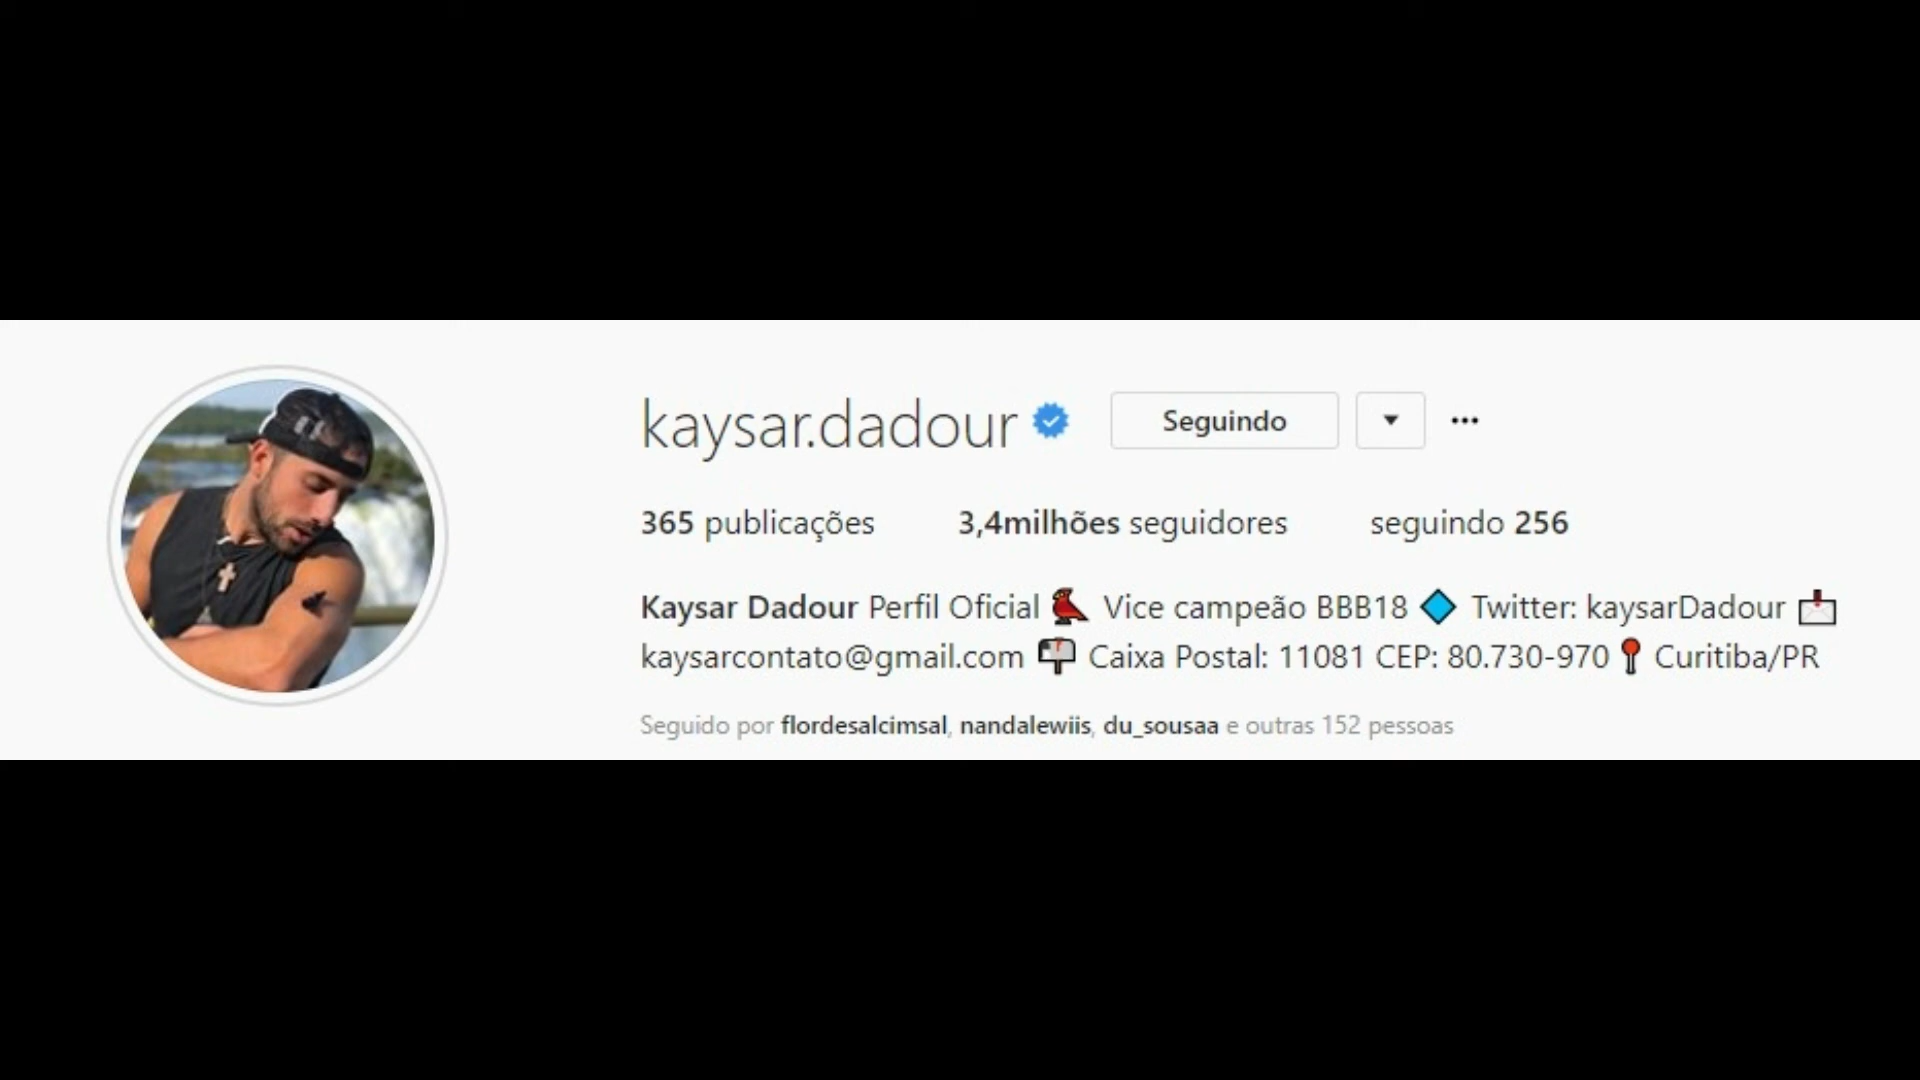 kaysar.dadour Seguindo
365 publicações 3,4milhões seguidores seguindo 256
Kaysar Dadour Perfil Oficial Vice campeão BBB18 Twitter: kaysarDadour
kaysarcontato@gmail.com Caixa Postal: 11081 CEP: 80.730-970 Curitiba/PR
Seguido por flordesalcimsal, nandalewiis, du_sousaa e outras 152 pessoas